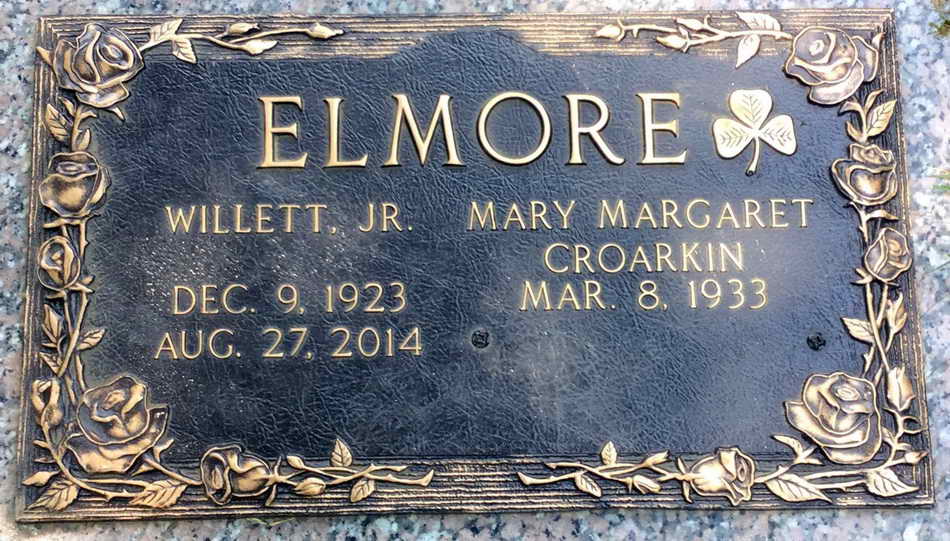 ELMORE
WILLETT, JR.
DEC. 9, 1923
AUG. 27, 2014
MARY MARGARET
CROARKIN
MAR. 8, 1933